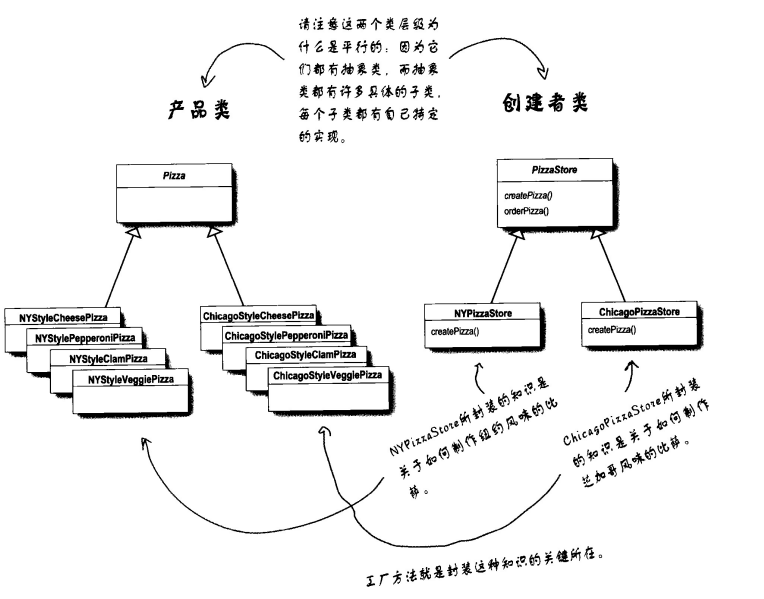 请注意这两个类层级为
什么是平行的：因为它
们都有抽象类，而抽象
类都有许多具体的子类，
每个子类都有自己特定
的实现。
产品类
创建者类
Pizza
PizzaStore
createPizza()
orderPizza()
NYStyleCheesePizza
NYStylePepperoniPizza
NYStyleClamPizza
NYStyleVeggiePizza
ChicagoStyleCheesePizza
ChicagoStylePepperoniPizza
ChicagoStyleClamPizza
ChicagoStyleVeggiePizza
NYPizzaStore
createPizza()
ChicagoPizzaStore
createPizza()
NYPizzaStore所封装的知识是
关于如何制作纽约风味的比
萨。
ChicagoPizzaStore所封装
的知识是关于如何制作
芝加哥风味的比萨。
工厂方法就是封装这种知识的关键所在。